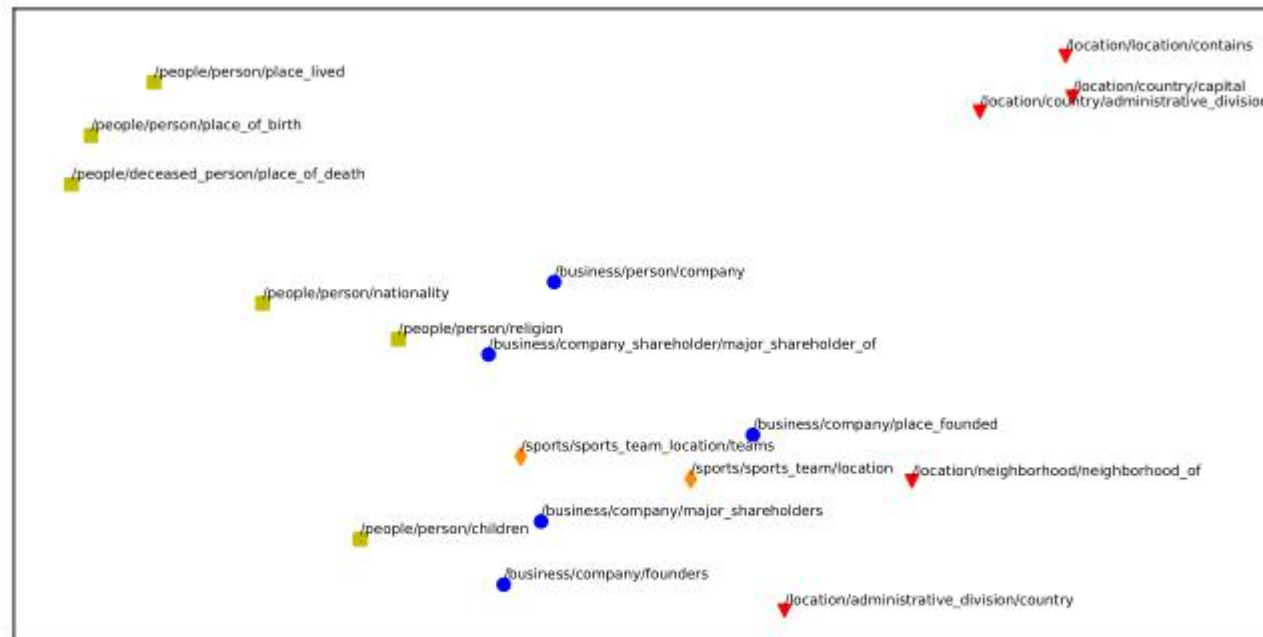 /location/location/contains
/people/person/place_lived
/location/country/capital
/location/country/administrative_division
/people/person/place_of_birth
/people/deceased_person/place_of_death
/business/person/company
/people/person/nationality
/people/person/religion
/business/company_shareholder/major_shareholder_of
/business/company/place_founded
/sports/sports_team_location/teams
/sports/sports_team/location
/location/neighborhood/neighborhood_of
/business/company/major_shareholders
/people/person/children
/business/company/founders
/location/administrative_division/country